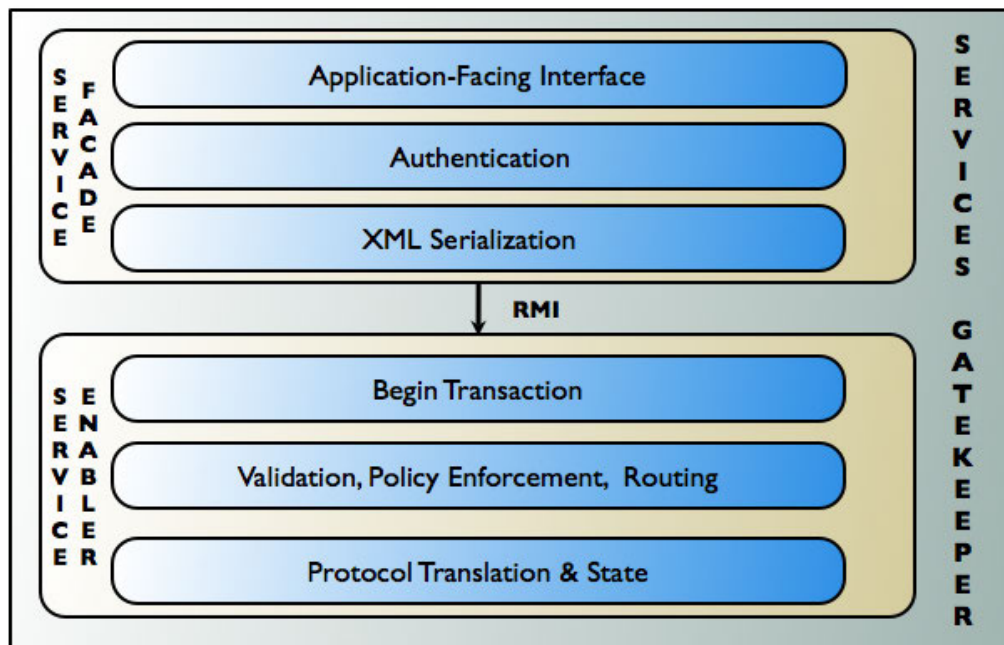 SERVICE
FACADE
Application-Facing Interface
Authentication
XML Serialization
RMI
SERVICE
ENABLER
Begin Transaction
Validation, Policy Enforcement, Routing
Protocol Translation & State
SERVICES GATEKEEPER